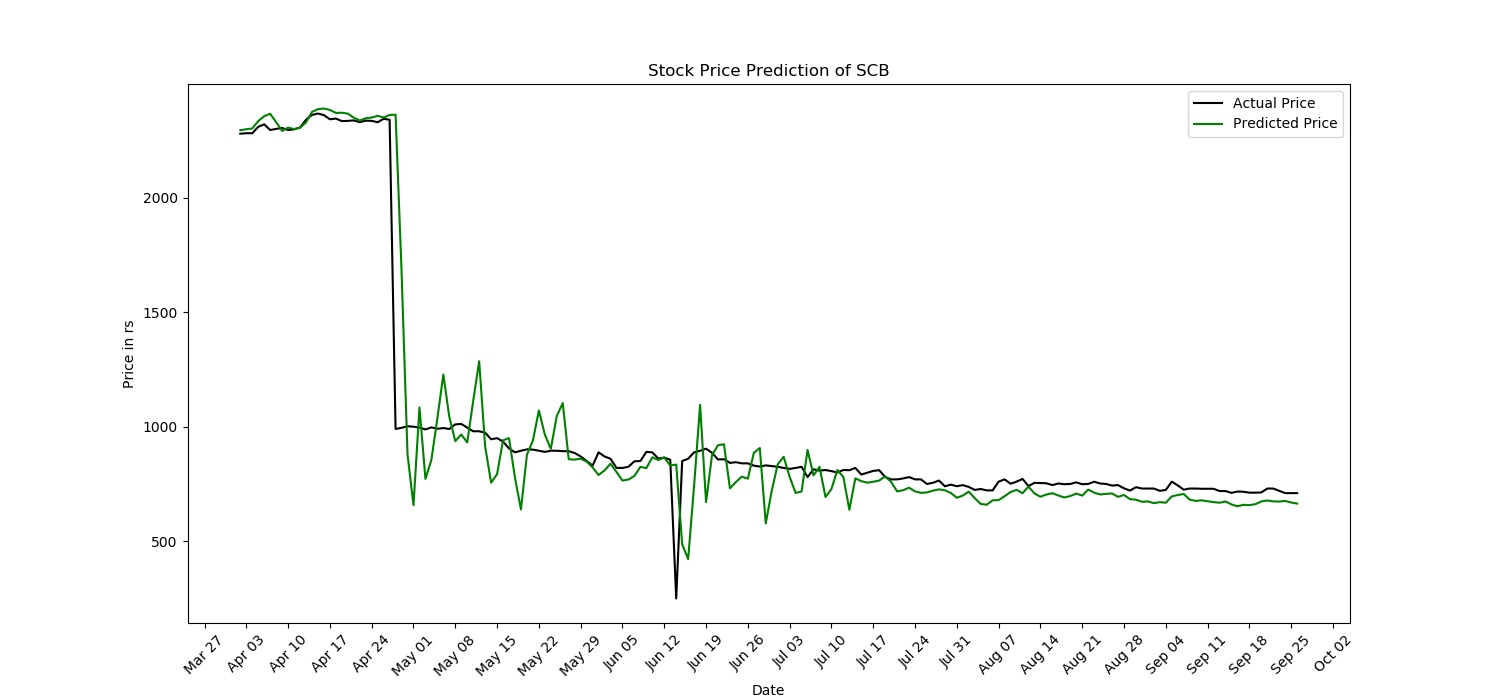 Stock Price Prediction of SCB
Actual Price
Predicted Price
Price in rs
2000
1500
1000
500
Mar 27
Apr 03
Apr 10
Apr 17
Apr 24
May 01
May 08
May 15
May 22
May 29
Jun 05
Jun 12
Jun 19
Jun 26
Jul 03
Jul 10
Jul 17
Jul 24
Jul 31
Aug 07
Aug 14
Aug 21
Aug 28
Sep 04
Sep 11
Sep 18
Sep 25
Oct 02
Date